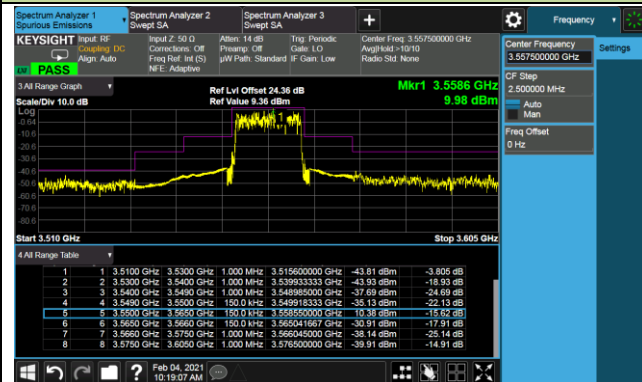 Spectrum Analyzer 1
Spurious Emissions
Spectrum Analyzer 2
Swept SA
Spectrum Analyzer 3
Swept SA
+
Frequency
KEYSIGHT
Input: RF
Coupling: DC
Align: Auto
PASS
Input Z: 50 Ω
Corrections: Off
Freq Ref: Int (S)
NFE: Adaptive
Atten: 14 dB
Preamp: Off
µW Path: Standard
Trig: Periodic
Gate: LO
IF Gain: Low
Center Freq: 3.557500000 GHz
Avg|Hold:>10/10
Radio Std: None
Center Frequency
3.557500000 GHz
Settings
CF Step
2.500000 MHz
Auto
Man
Freq Offset
0 Hz
3 All Range Graph
Scale/Div 10.0 dB
Ref Lvl Offset 24.36 dB
Ref Value 9.36 dBm
Mkr1 3.5586 GHz
9.98 dBm
Log
-0.64
-10.6
-20.6
-30.6
-40.6
-50.6
-60.6
-70.6
-80.6
1
Start 3.510 GHz
Stop 3.605 GHz
4 All Range Table
1 1 3.5100 GHz 3.5300 GHz 1.000 MHz 3.515600000 GHz -43.81 dBm -3.805 dB
2 2 3.5300 GHz 3.5400 GHz 1.000 MHz 3.539933333 GHz -43.93 dBm -18.93 dB
3 3 3.5400 GHz 3.5490 GHz 1.000 MHz 3.548985000 GHz -37.69 dBm -24.69 dB
4 4 3.5490 GHz 3.5500 GHz 150.0 kHz 3.549918333 GHz -35.13 dBm -22.13 dB
5 5 3.5500 GHz 3.5650 GHz 150.0 kHz 3.558550000 GHz 10.38 dBm -15.62 dB
6 6 3.5650 GHz 3.5660 GHz 150.0 kHz 3.565041667 GHz -30.91 dBm -17.91 dB
7 7 3.5660 GHz 3.5750 GHz 1.000 MHz 3.566045000 GHz -38.14 dBm -25.14 dB
8 8 3.5750 GHz 3.6050 GHz 1.000 MHz 3.576500000 GHz -39.91 dBm -14.91 dB
?
Feb 04, 2021
10:19:07 AM